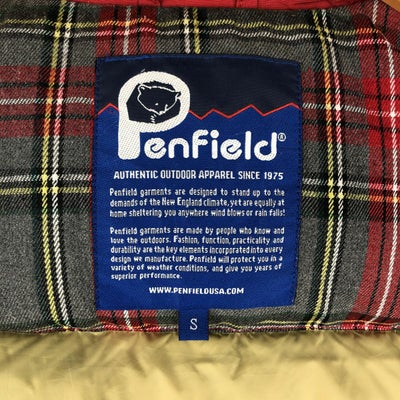 Penfield®
AUTHENTIC OUTDOOR APPAREL SINCE 1975
Penfield garments are designed to stand up to the
demands of the New England climate, yet are equally at
home sheltering you anywhere wind blows or rain falls!
Penfield garments are made by people who know and
love the outdoors. Fashion, function, practicality and
durability are the key elements incorporated into every
design we manufacture. Penfield will protect you in a
variety of weather conditions, and give you years of
superior performance.
WWW.PENFIELDUSA.COM
S